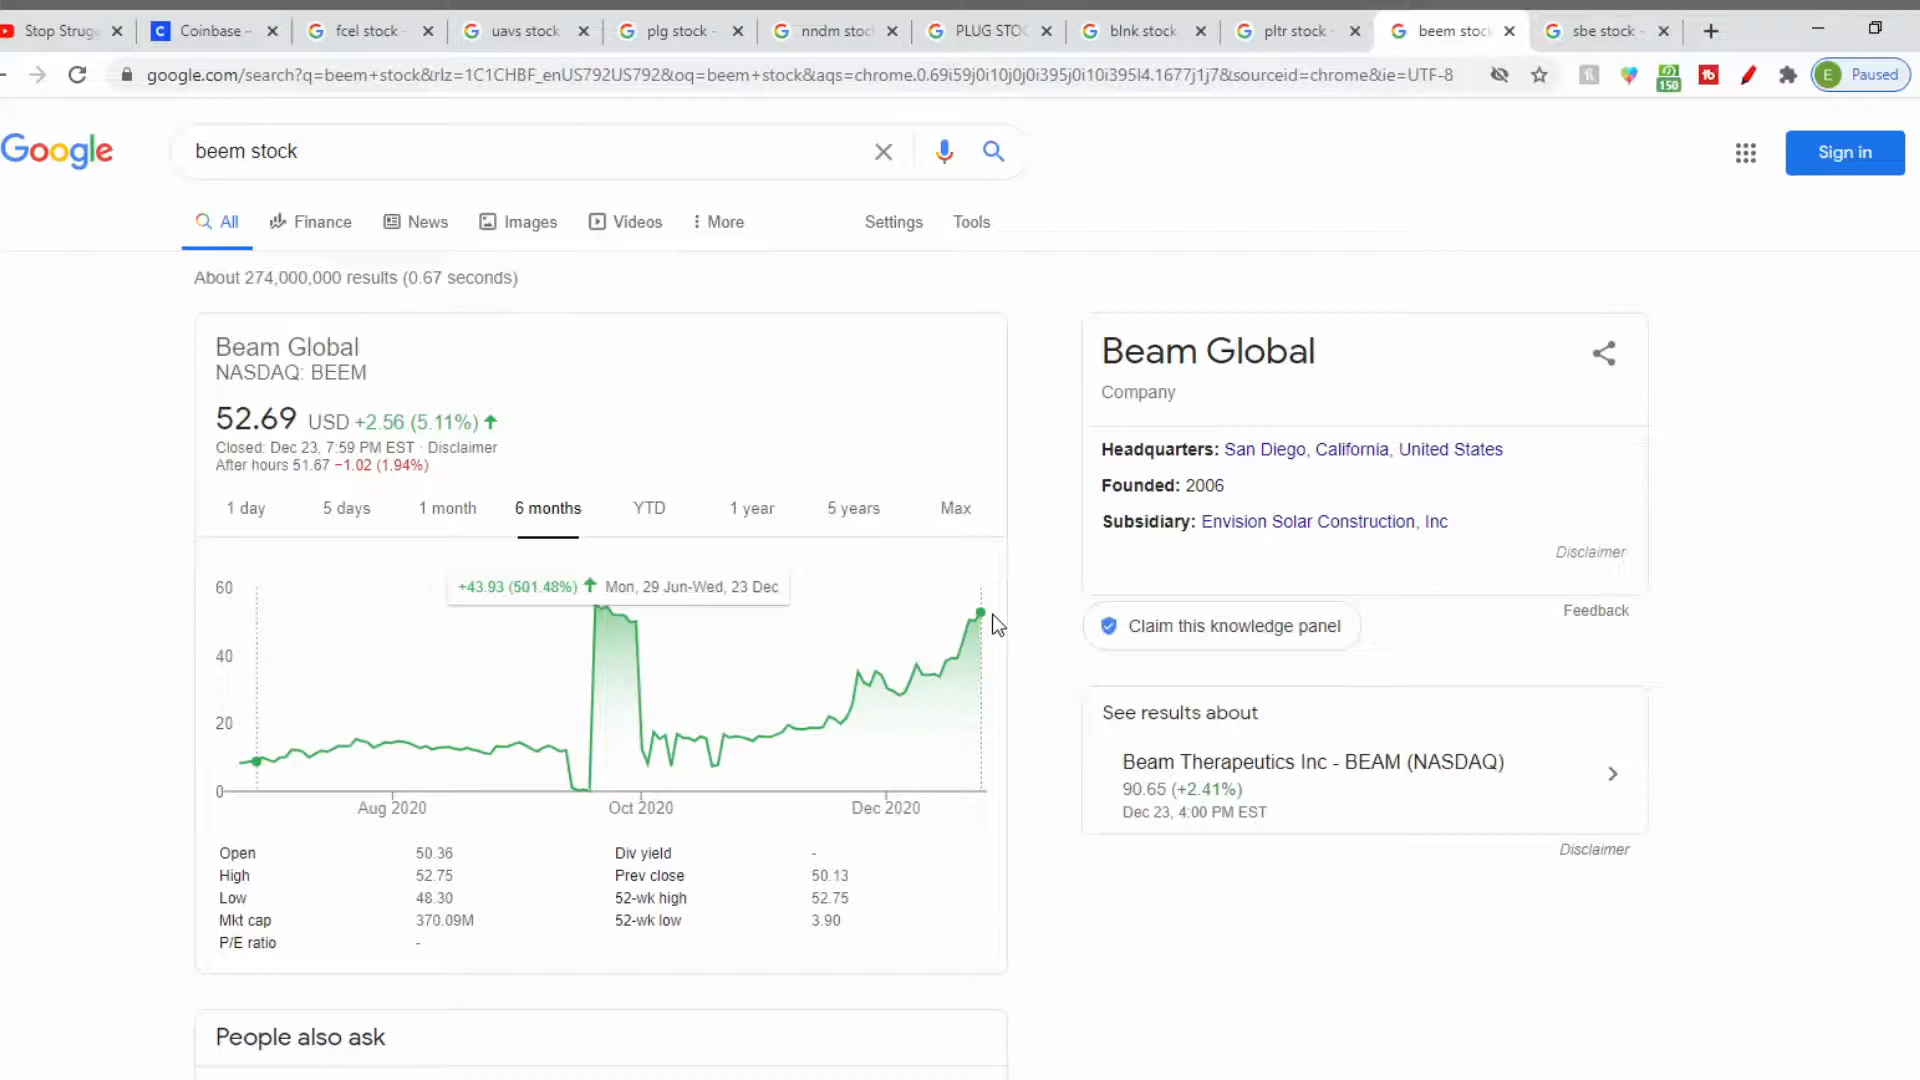 Stop Strug
Coinbase –
fcel stock
uavs stock
plg stock -
nndm stoc
PLUG STO
blnk stock
pltr stock
beem stoc
sbe stock -
google.com/search?q=beem+stock&rlz=1C1CHBF_enUS792US792&oq=beem+stock&aqs=chrome.0.69i59j0i10j0j0i395j0i10i395l4.1677j1j7&sourceid=chrome&ie=UTF-8
150
E Paused
Google
beem stock
Sign in
All Finance News Images Videos More Settings Tools
About 274,000,000 results (0.67 seconds)
Beam Global
NASDAQ: BEEM
52.69 USD +2.56 (5.11%)
Closed: Dec 23, 7:59 PM EST · Disclaimer
After hours 51.67 −1.02 (1.94%)
1 day 5 days 1 month 6 months YTD 1 year 5 years Max
+43.93 (501.48%) Mon, 29 Jun-Wed, 23 Dec
60
40
20
0
Aug 2020 Oct 2020 Dec 2020
Open 50.36 Div yield -
High 52.75 Prev close 50.13
Low 48.30 52-wk high 52.75
Mkt cap 370.09M 52-wk low 3.90
P/E ratio -
People also ask
Beam Global
Company
Headquarters: San Diego, California, United States
Founded: 2006
Subsidiary: Envision Solar Construction, Inc
Disclaimer
Feedback
Claim this knowledge panel
See results about
Beam Therapeutics Inc - BEAM (NASDAQ)
90.65 (+2.41%)
Dec 23, 4:00 PM EST
Disclaimer